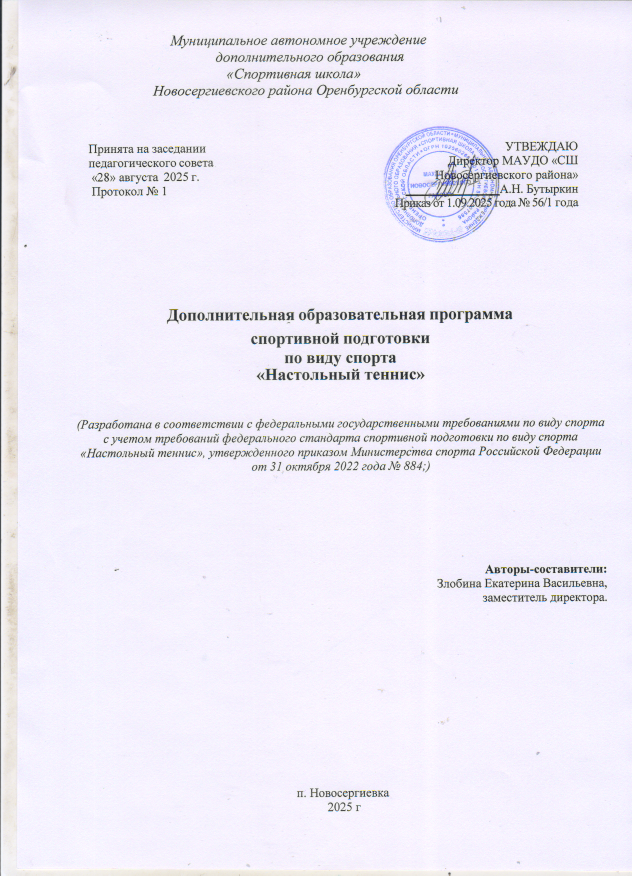 Муниципальное автономное учреждение
дополнительного образования
«Спортивная школа»
Новосергиевского района Оренбургской области
Принята на заседании
педагогического совета
«28» августа 2025 г.
Протокол № 1
УТВЕРЖДАЮ
Директор МАУДО «СШ
Новосергиевского района»
А.Н. Бутыркин
Приказ от 1.09.2025 года № 56/1 года
Дополнительная образовательная программа
спортивной подготовки
по виду спорта
«Настольный теннис»
(Разработана в соответствии с федеральными государственными требованиями по виду спорта
с учетом требований федерального стандарта спортивной подготовки по виду спорта
«Настольный теннис», утвержденного приказом Министерства спорта Российской Федерации
от 31 октября 2022 года № 884;)
Авторы-составители:
Злобина Екатерина Васильевна,
заместитель директора.
п. Новосергиевка
2025 г